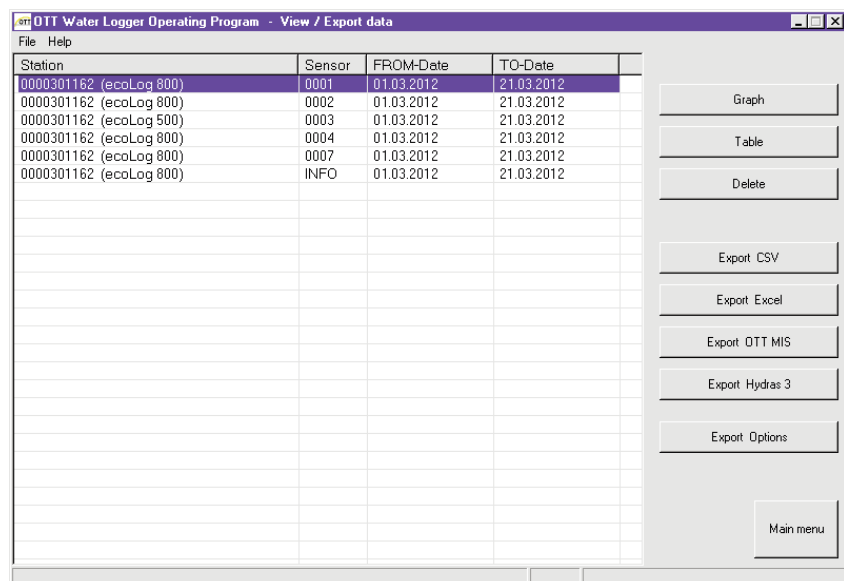 OTT OTT Water Logger Operating Program - View / Export data
File Help
Station Sensor FROM-Date TO-Date
0000301162 (ecoLog 800) 0001 01.03.2012 21.03.2012
0000301162 (ecoLog 800) 0002 01.03.2012 21.03.2012
0000301162 (ecoLog 500) 0003 01.03.2012 21.03.2012
0000301162 (ecoLog 800) 0004 01.03.2012 21.03.2012
0000301162 (ecoLog 800) 0007 01.03.2012 21.03.2012
0000301162 (ecoLog 800) INFO 01.03.2012 21.03.2012
Graph
Table
Delete
Export CSV
Export Excel
Export OTT MIS
Export Hydras 3
Export Options
Main menu